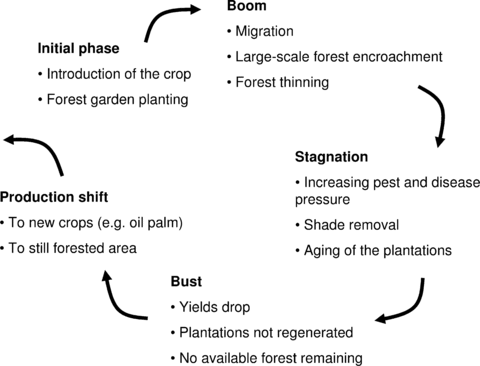 Boom
• Migration
• Large-scale forest encroachment
• Forest thinning
Initial phase
• Introduction of the crop
• Forest garden planting
Stagnation
• Increasing pest and disease
pressure
• Shade removal
• Aging of the plantations
Production shift
• To new crops (e.g. oil palm)
• To still forested area
Bust
• Yields drop
• Plantations not regenerated
• No available forest remaining